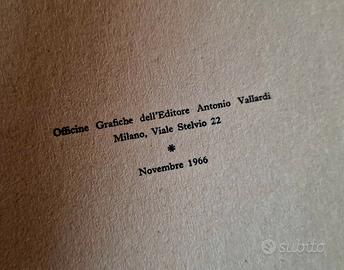 Officine Grafiche dell'Editore Antonio Vallardi
Milano, Viale Stelvio 22
*
Novembre 1966
subito